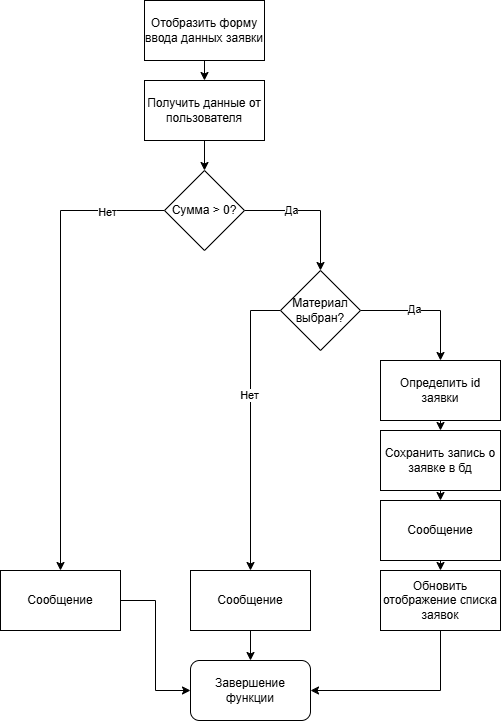 Отобразить форму
ввода данных заявки
Получить данные от
пользователя
Сумма > 0?
Нет
Да
Материал
выбран?
Да
Нет
Определить id
заявки
Сохранить запись о
заявке в бд
Сообщение
Сообщение
Сообщение
Обновить
отображение списка
заявок
Завершение
функции